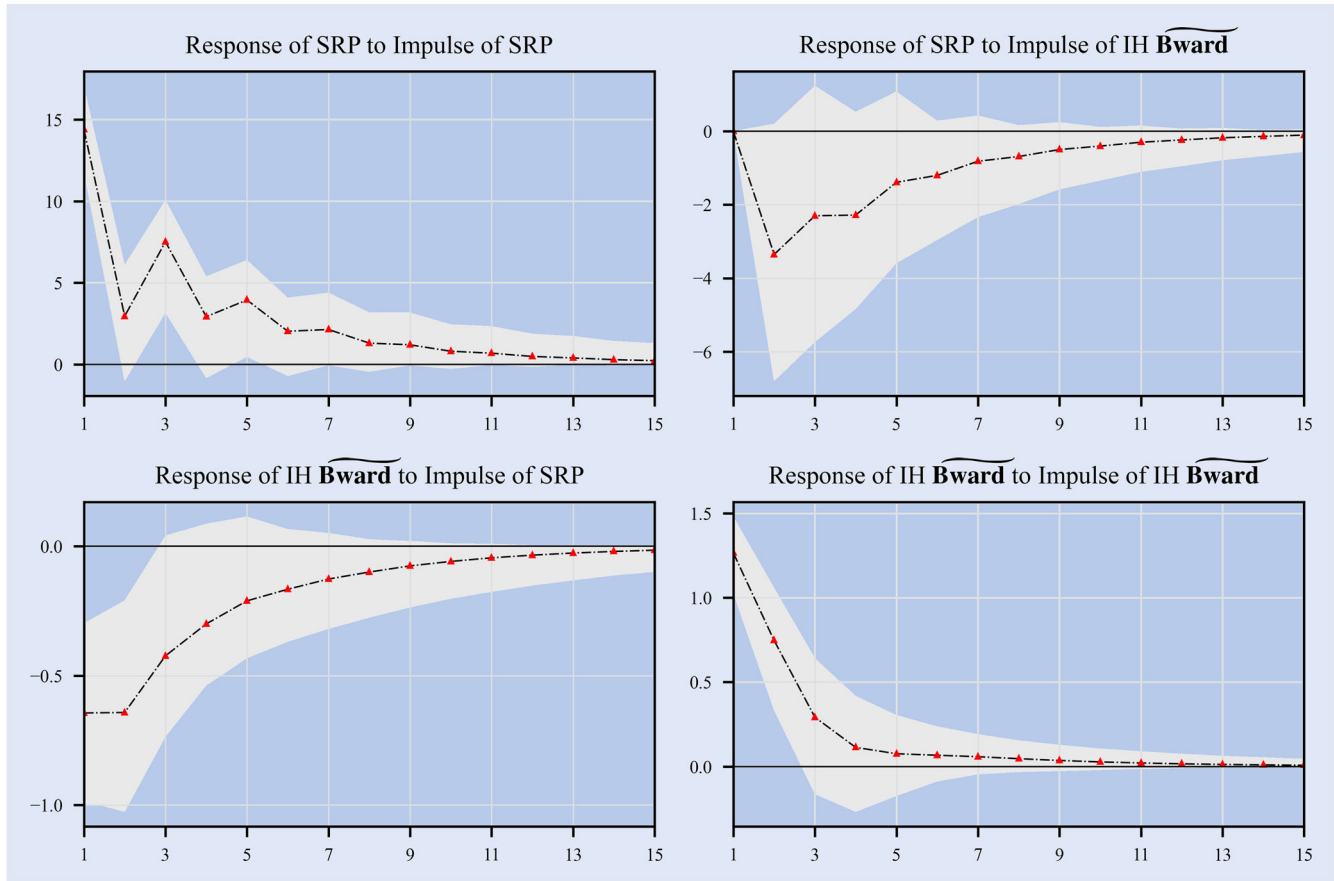 Response of SRP to Impulse of SRP
15
10
5
0
1 3 5 7 9 11 13 15
Response of SRP to Impulse of IH B͠ward
0
−2
−4
−6
1 3 5 7 9 11 13 15
Response of IH B͠ward to Impulse of SRP
0.0
−0.5
−1.0
1 3 5 7 9 11 13 15
Response of IH B͠ward to Impulse of IH B͠ward
1.5
1.0
0.5
0.0
1 3 5 7 9 11 13 15